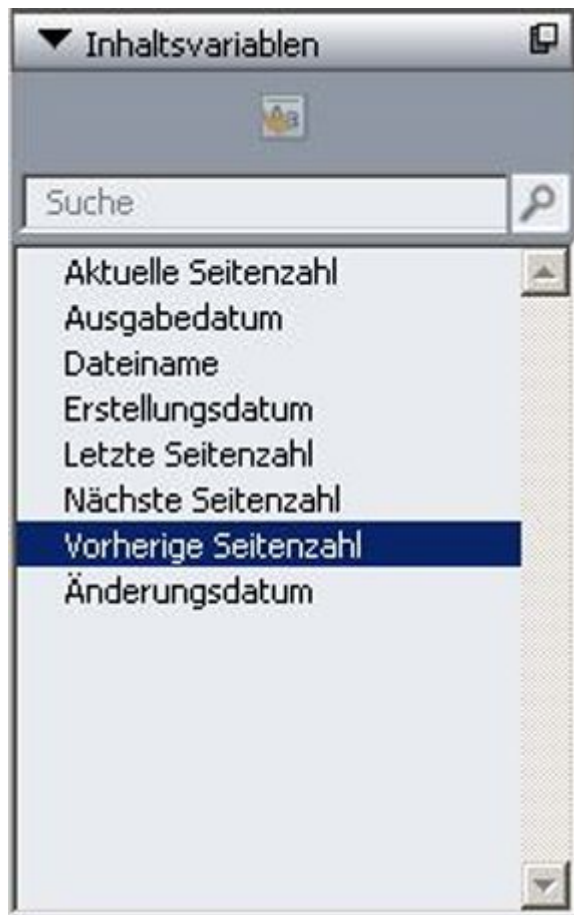 Inhaltsvariablen
Suche
Aktuelle Seitenzahl
Ausgabedatum
Dateiname
Erstellungsdatum
Letzte Seitenzahl
Nächste Seitenzahl
Vorherige Seitenzahl
Änderungsdatum